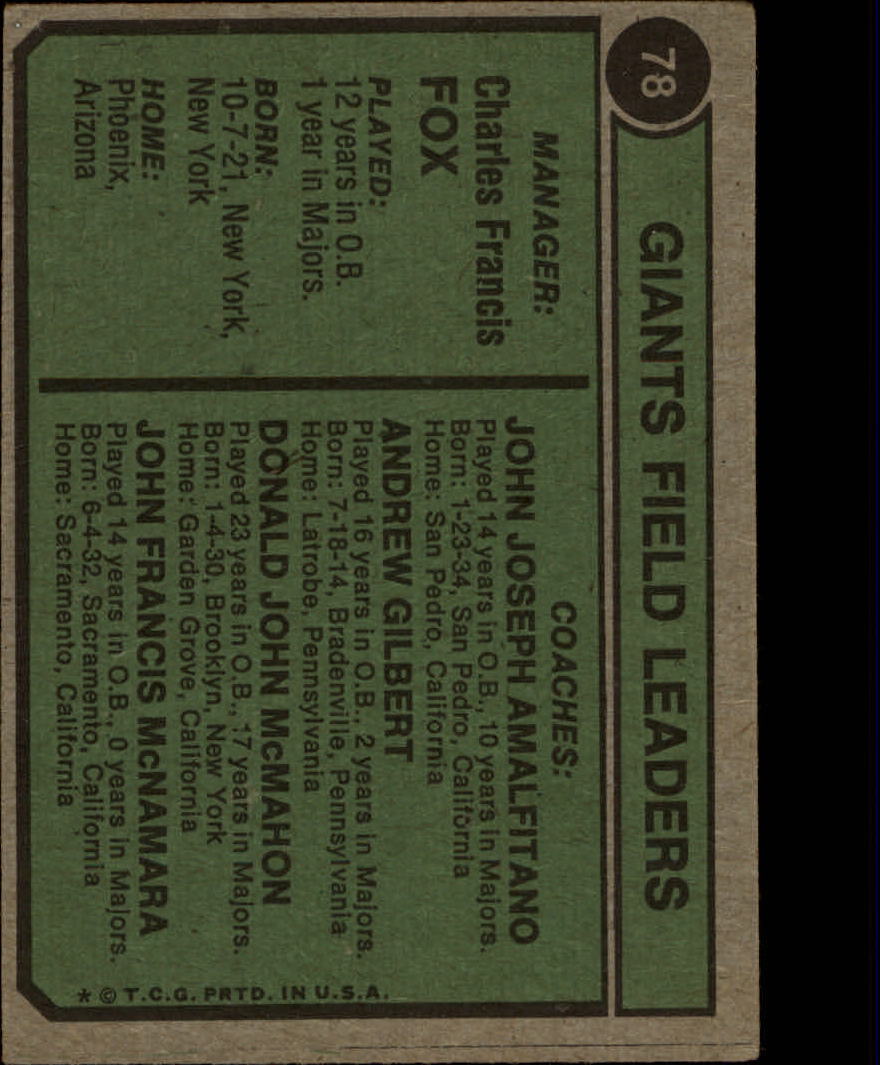 78
GIANTS FIELD LEADERS
MANAGER:
Charles Francis
FOX
PLAYED:
12 years in O.B.
1 year in Majors.
BORN:
10-7-21, New York,
New York
HOME:
Phoenix,
Arizona
COACHES:
JOHN JOSEPH AMALFITANO
Played 14 years in O.B., 10 years in Majors.
Born: 1-23-34, San Pedro, California
Home: San Pedro, California
ANDREW GILBERT
Played 16 years in O.B., 2 years in Majors.
Born: 7-18-14, Bradenville, Pennsylvania
Home: Latrobe, Pennsylvania
DONALD JOHN McMAHON
Played 23 years in O.B., 17 years in Majors.
Born: 1-4-30, Brooklyn, New York
Home: Garden Grove, California
JOHN FRANCIS McNAMARA
Played 14 years in O.B., 0 years in Majors.
Born: 6-4-32, Sacramento, California
Home: Sacramento, California
* © T.C.G. PRTD. IN U.S.A.